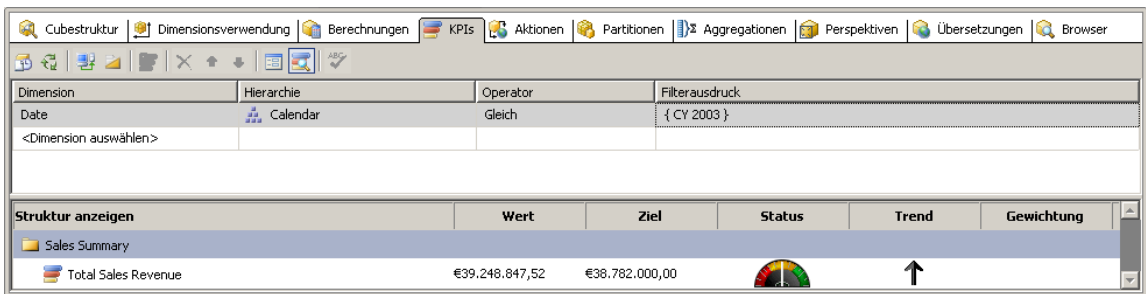 Cubestruktur Dimensionsverwendung Berechnungen KPIs Aktionen Partitionen Σ Aggregationen Perspektiven Übersetzungen Browser
ABC
Dimension Hierarchie Operator Filterausdruck
Date Calendar Gleich { CY 2003 }
<Dimension auswählen>
Struktur anzeigen Wert Ziel Status Trend Gewichtung
Sales Summary
Total Sales Revenue €39.248.847,52 €38.782.000,00